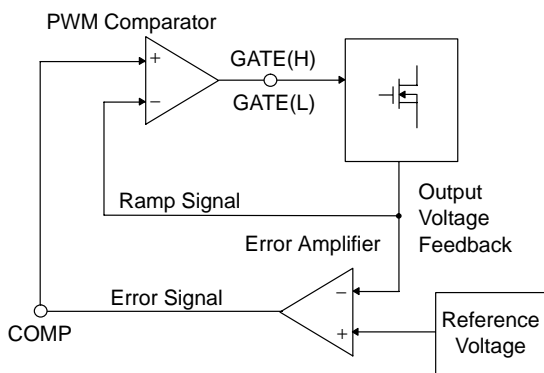 PWM Comparator
+
−
GATE(H)
GATE(L)
Ramp Signal
Output
Voltage
Feedback
Error Amplifier
−
+
Error Signal
COMP
Reference
Voltage